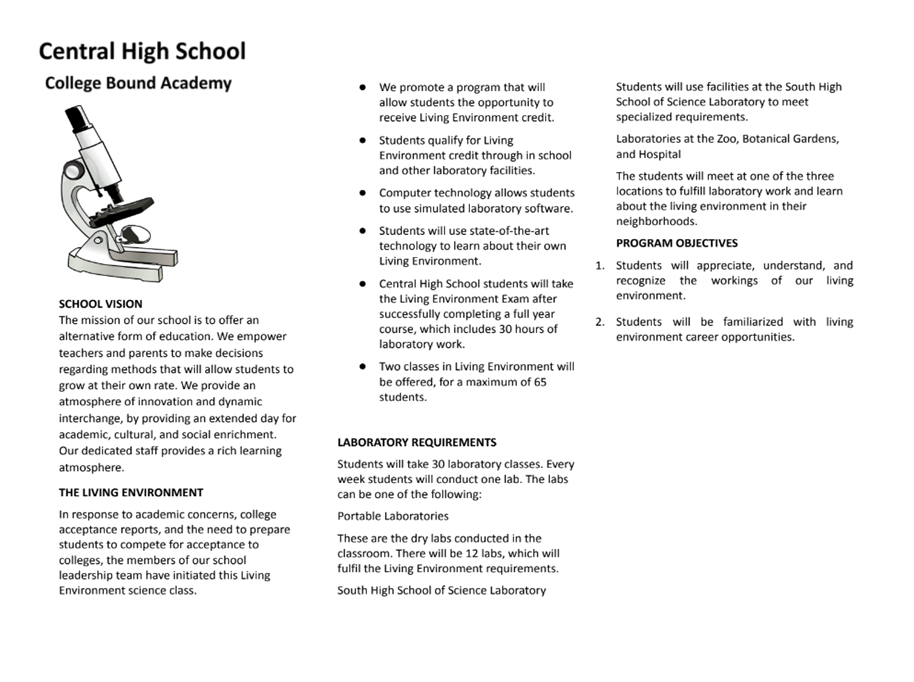 Central High School
College Bound Academy
SCHOOL VISION
The mission of our school is to offer an
alternative form of education. We empower
teachers and parents to make decisions
regarding methods that will allow students to
grow at their own rate. We provide an
atmosphere of innovation and dynamic
interchange, by providing an extended day for
academic, cultural, and social enrichment.
Our dedicated staff provides a rich learning
atmosphere.
THE LIVING ENVIRONMENT
In response to academic concerns, college
acceptance reports, and the need to prepare
students to compete for acceptance to
colleges, the members of our school
leadership team have initiated this Living
Environment science class.
● We promote a program that will
allow students the opportunity to
receive Living Environment credit.
● Students qualify for Living
Environment credit through in school
and other laboratory facilities.
● Computer technology allows students
to use simulated laboratory software.
● Students will use state-of-the-art
technology to learn about their own
Living Environment.
● Central High School students will take
the Living Environment Exam after
successfully completing a full year
course, which includes 30 hours of
laboratory work.
● Two classes in Living Environment will
be offered, for a maximum of 65
students.
LABORATORY REQUIREMENTS
Students will take 30 laboratory classes. Every
week students will conduct one lab. The labs
can be one of the following:
Portable Laboratories
These are the dry labs conducted in the
classroom. There will be 12 labs, which will
fulfil the Living Environment requirements.
South High School of Science Laboratory
Students will use facilities at the South High
School of Science Laboratory to meet
specialized requirements.
Laboratories at the Zoo, Botanical Gardens,
and Hospital
The students will meet at one of the three
locations to fulfill laboratory work and learn
about the living environment in their
neighborhoods.
PROGRAM OBJECTIVES
1. Students will appreciate, understand, and
recognize the workings of our living
environment.
2. Students will be familiarized with living
environment career opportunities.